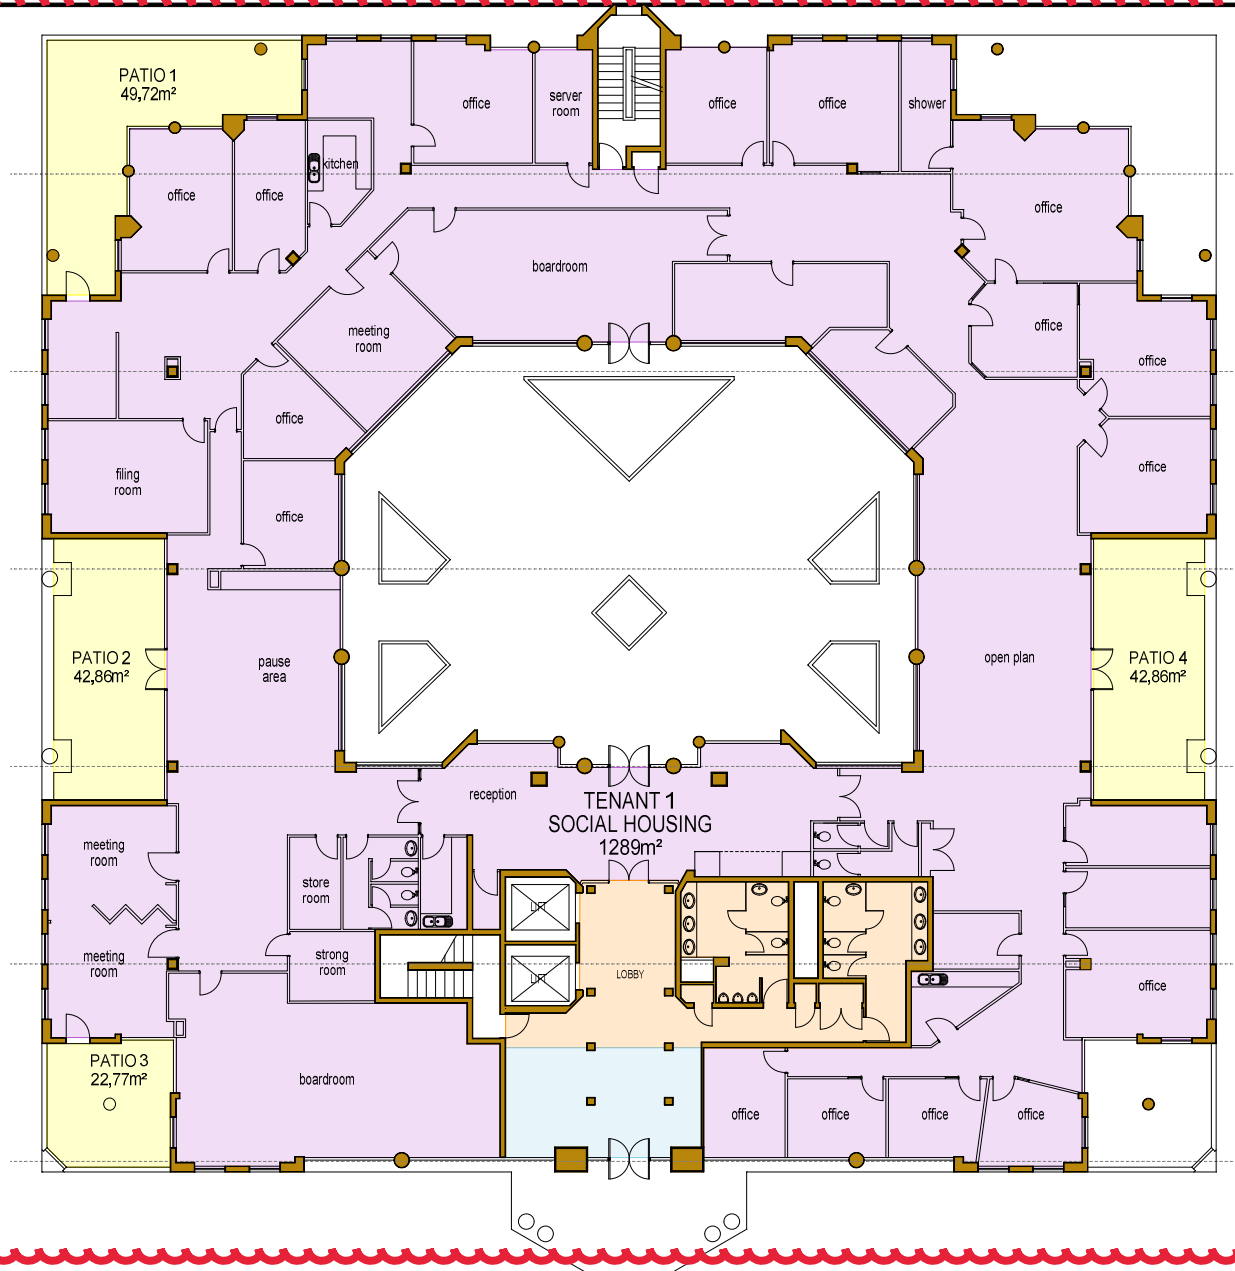 PATIO 1
49,72m²
office
server
room
office
office
shower
kitchen
office
office
office
boardroom
meeting
room
office
office
office
filing
room
office
office
office
PATIO 2
42,86m²
pause
area
open plan
PATIO 4
42,86m²
reception
TENANT 1
SOCIAL HOUSING
1289m²
meeting
room
store
room
LIFT
strong
room
meeting
room
LIFT
LOBBY
office
PATIO 3
22,77m²
boardroom
office
office
office
office